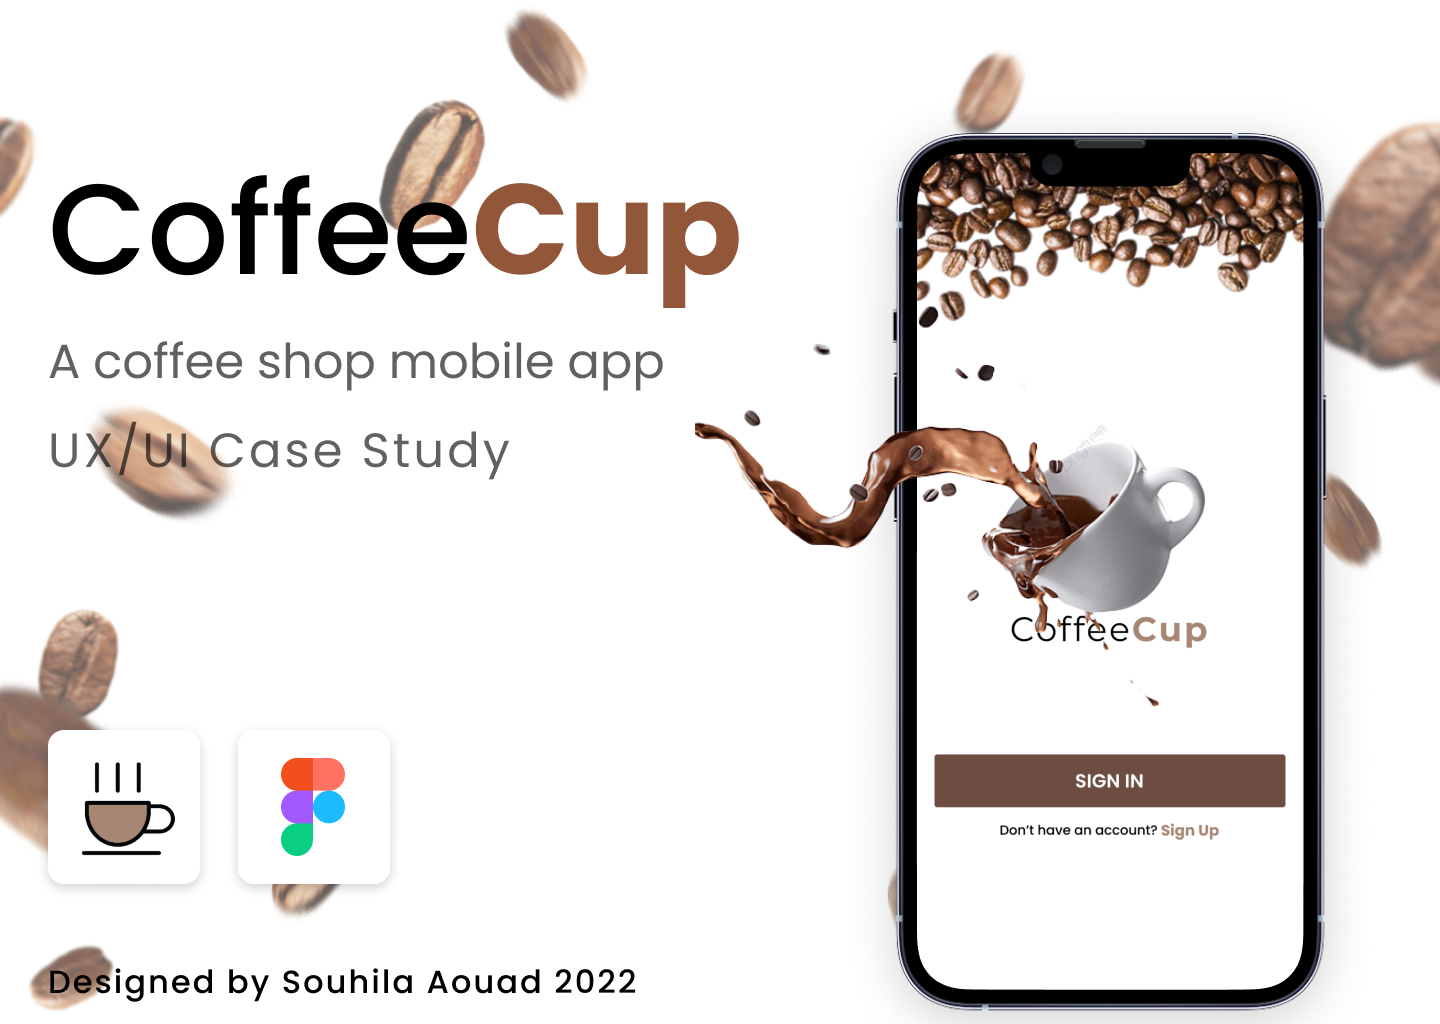 CoffeeCup
A coffee shop mobile app
UX/UI Case Study
Designed by Souhila Aouad 2022
CoffeeCup
SIGN IN
Don’t have an account? Sign Up